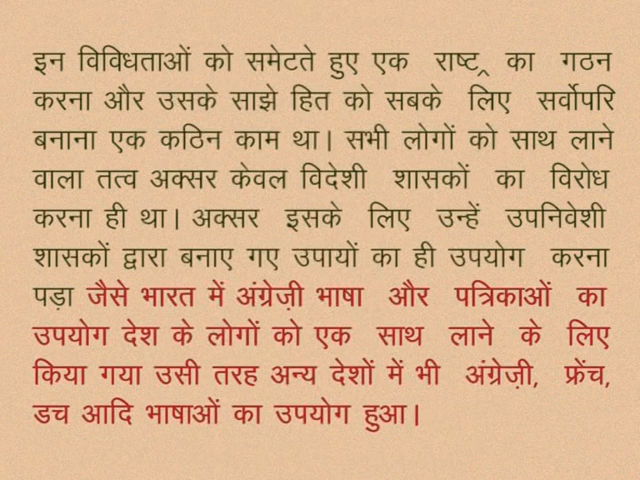 इन विविधताओं को समेटते हुए एक राष्ट्र का गठन
करना और उसके साझे हित को सबके लिए सर्वोपरि
बनाना एक कठिन काम था। सभी लोगों को साथ लाने
वाला तत्व अक्सर केवल विदेशी शासकों का विरोध
करना ही था। अक्सर इसके लिए उन्हें उपनिवेशी
शासकों द्वारा बनाए गए उपायों का ही उपयोग करना
पड़ा जैसे भारत में अंग्रेज़ी भाषा और पत्रिकाओं का
उपयोग देश के लोगों को एक साथ लाने के लिए
किया गया उसी तरह अन्य देशों में भी अंग्रेज़ी, फ्रेंच,
डच आदि भाषाओं का उपयोग हुआ।